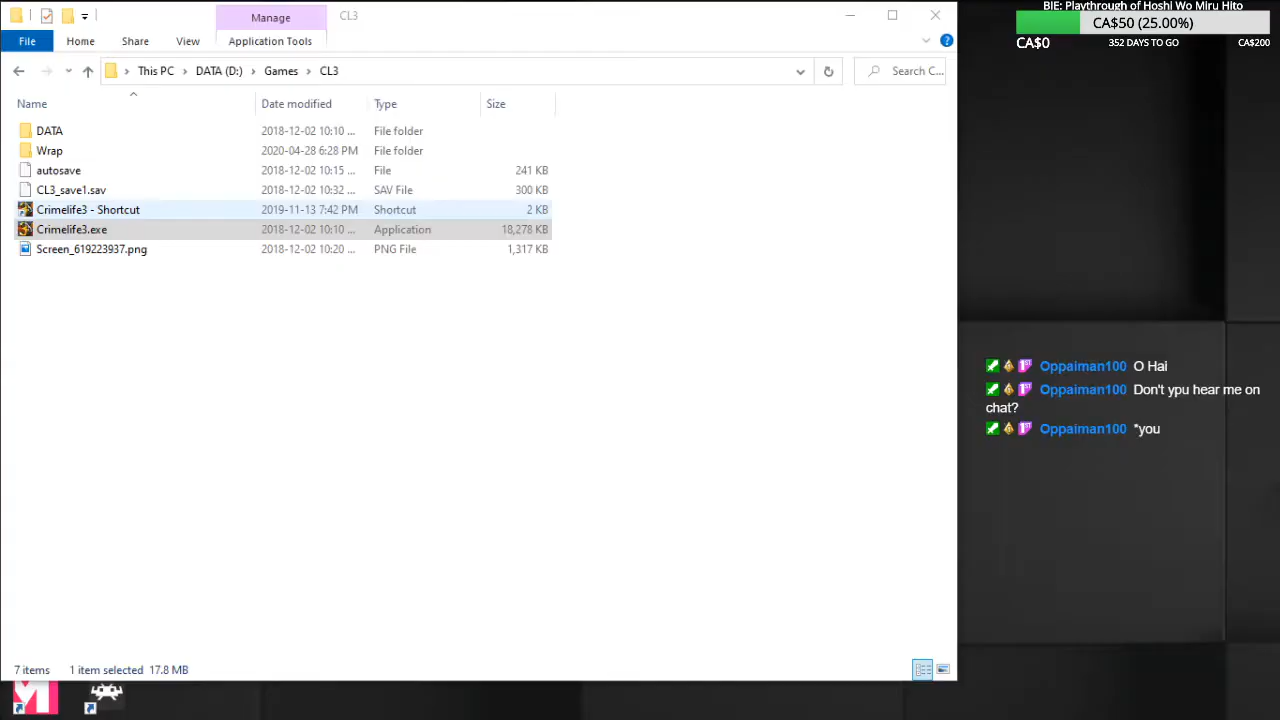 Manage
CL3
File
Home
Share
View
Application Tools
This PC
DATA (D:)
Games
CL3
Search C...
Name
Date modified
Type
Size
DATA
2018-12-02 10:10 ...
File folder
Wrap
2020-04-28 6:28 PM
File folder
autosave
2018-12-02 10:15 ...
File
241 KB
CL3_save1.sav
2018-12-02 10:32 ...
SAV File
300 KB
Crimelife3 - Shortcut
2019-11-13 7:42 PM
Shortcut
2 KB
Crimelife3.exe
2018-12-02 10:10 ...
Application
18,278 KB
Screen_619223937.png
2018-12-02 10:20 ...
PNG File
1,317 KB
7 items
1 item selected 17.8 MB
BIE: Playthrough of Hoshi Wo Miru Hito
CA$50 (25.00%)
CA$0
352 DAYS TO GO
CA$200
Oppaiman100 O Hai
Oppaiman100 Don't ypu hear me on
chat?
Oppaiman100 *you